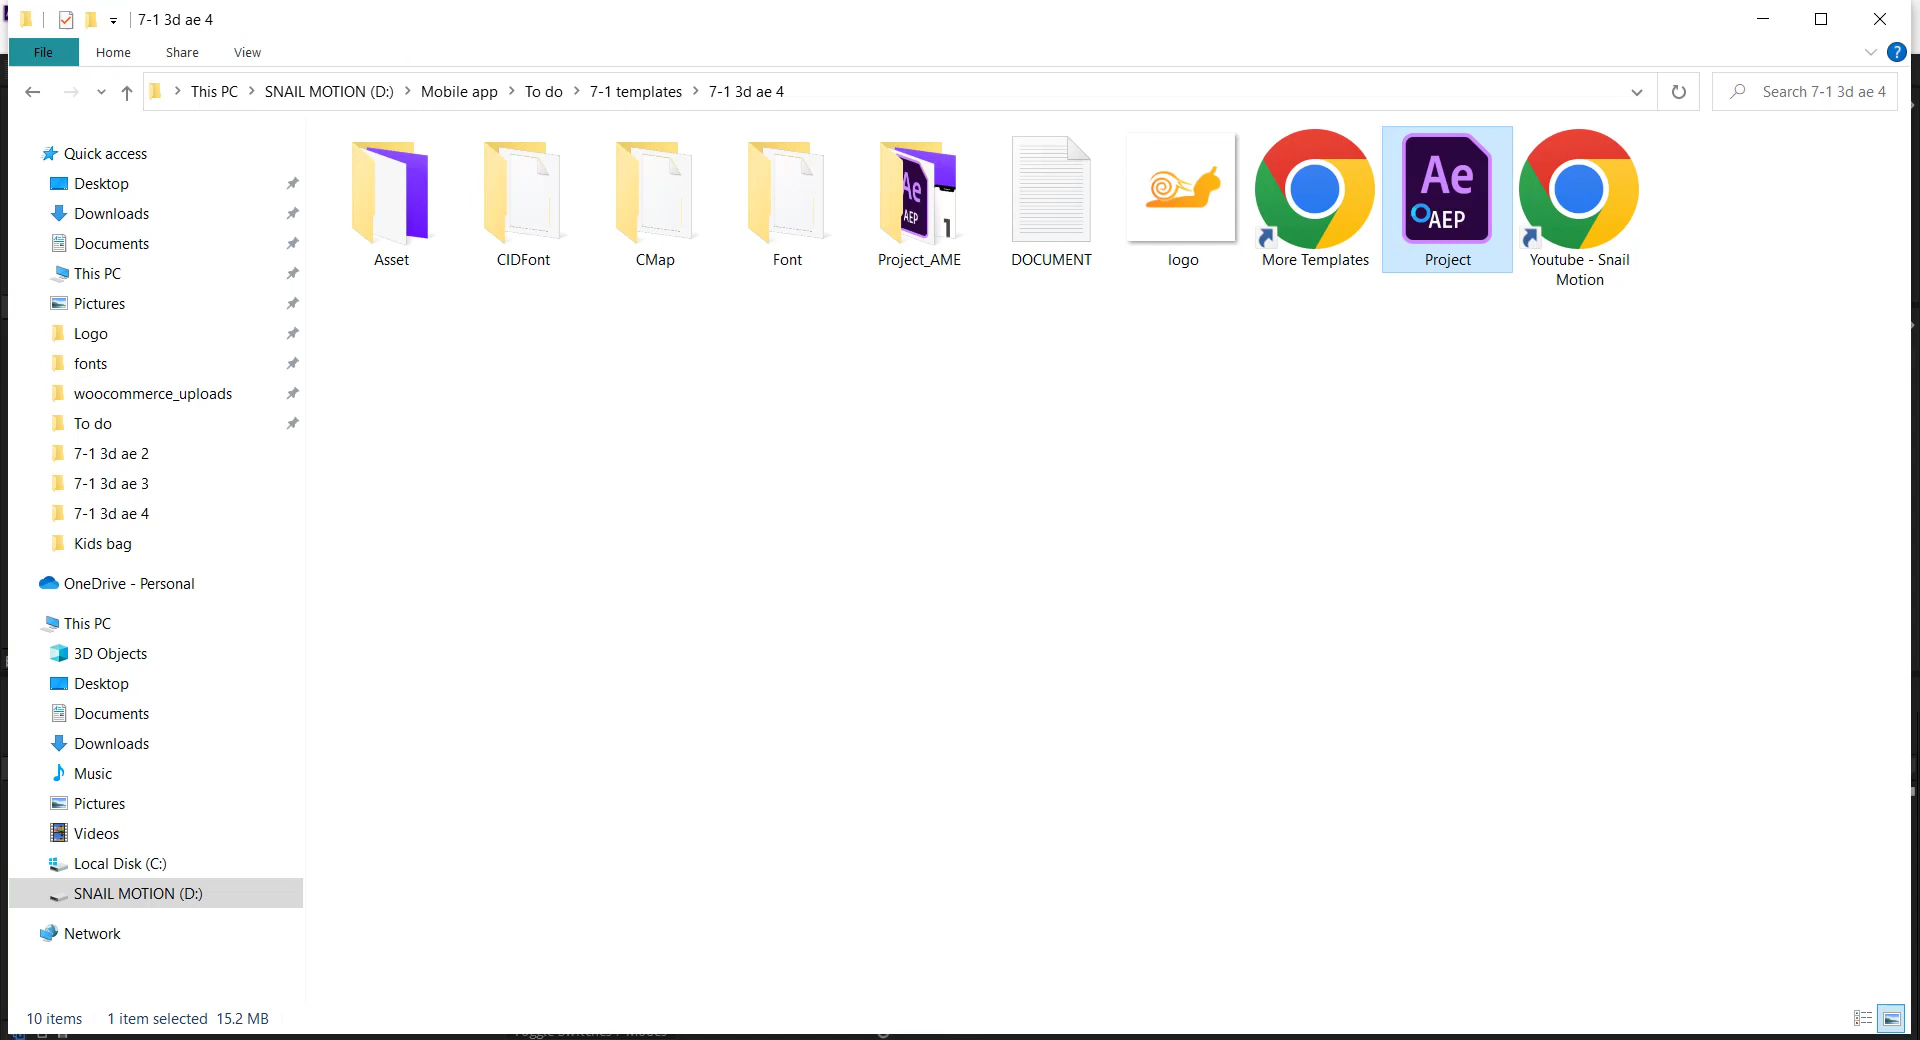 7-1 3d ae 4
File Home Share View
?
This PC SNAIL MOTION (D:) Mobile app To do 7-1 templates 7-1 3d ae 4
Search 7-1 3d ae 4
Quick access
Desktop
Downloads
Documents
This PC
Pictures
Logo
fonts
woocommerce_uploads
To do
7-1 3d ae 2
7-1 3d ae 3
7-1 3d ae 4
Kids bag
OneDrive - Personal
This PC
3D Objects
Desktop
Documents
Downloads
Music
Pictures
Videos
Local Disk (C:)
SNAIL MOTION (D:)
Network
Ae
AEP
1
Ae
AEP
Asset CIDFont CMap Font Project_AME DOCUMENT logo More Templates Project Youtube - Snail
Motion
10 items 1 item selected 15.2 MB